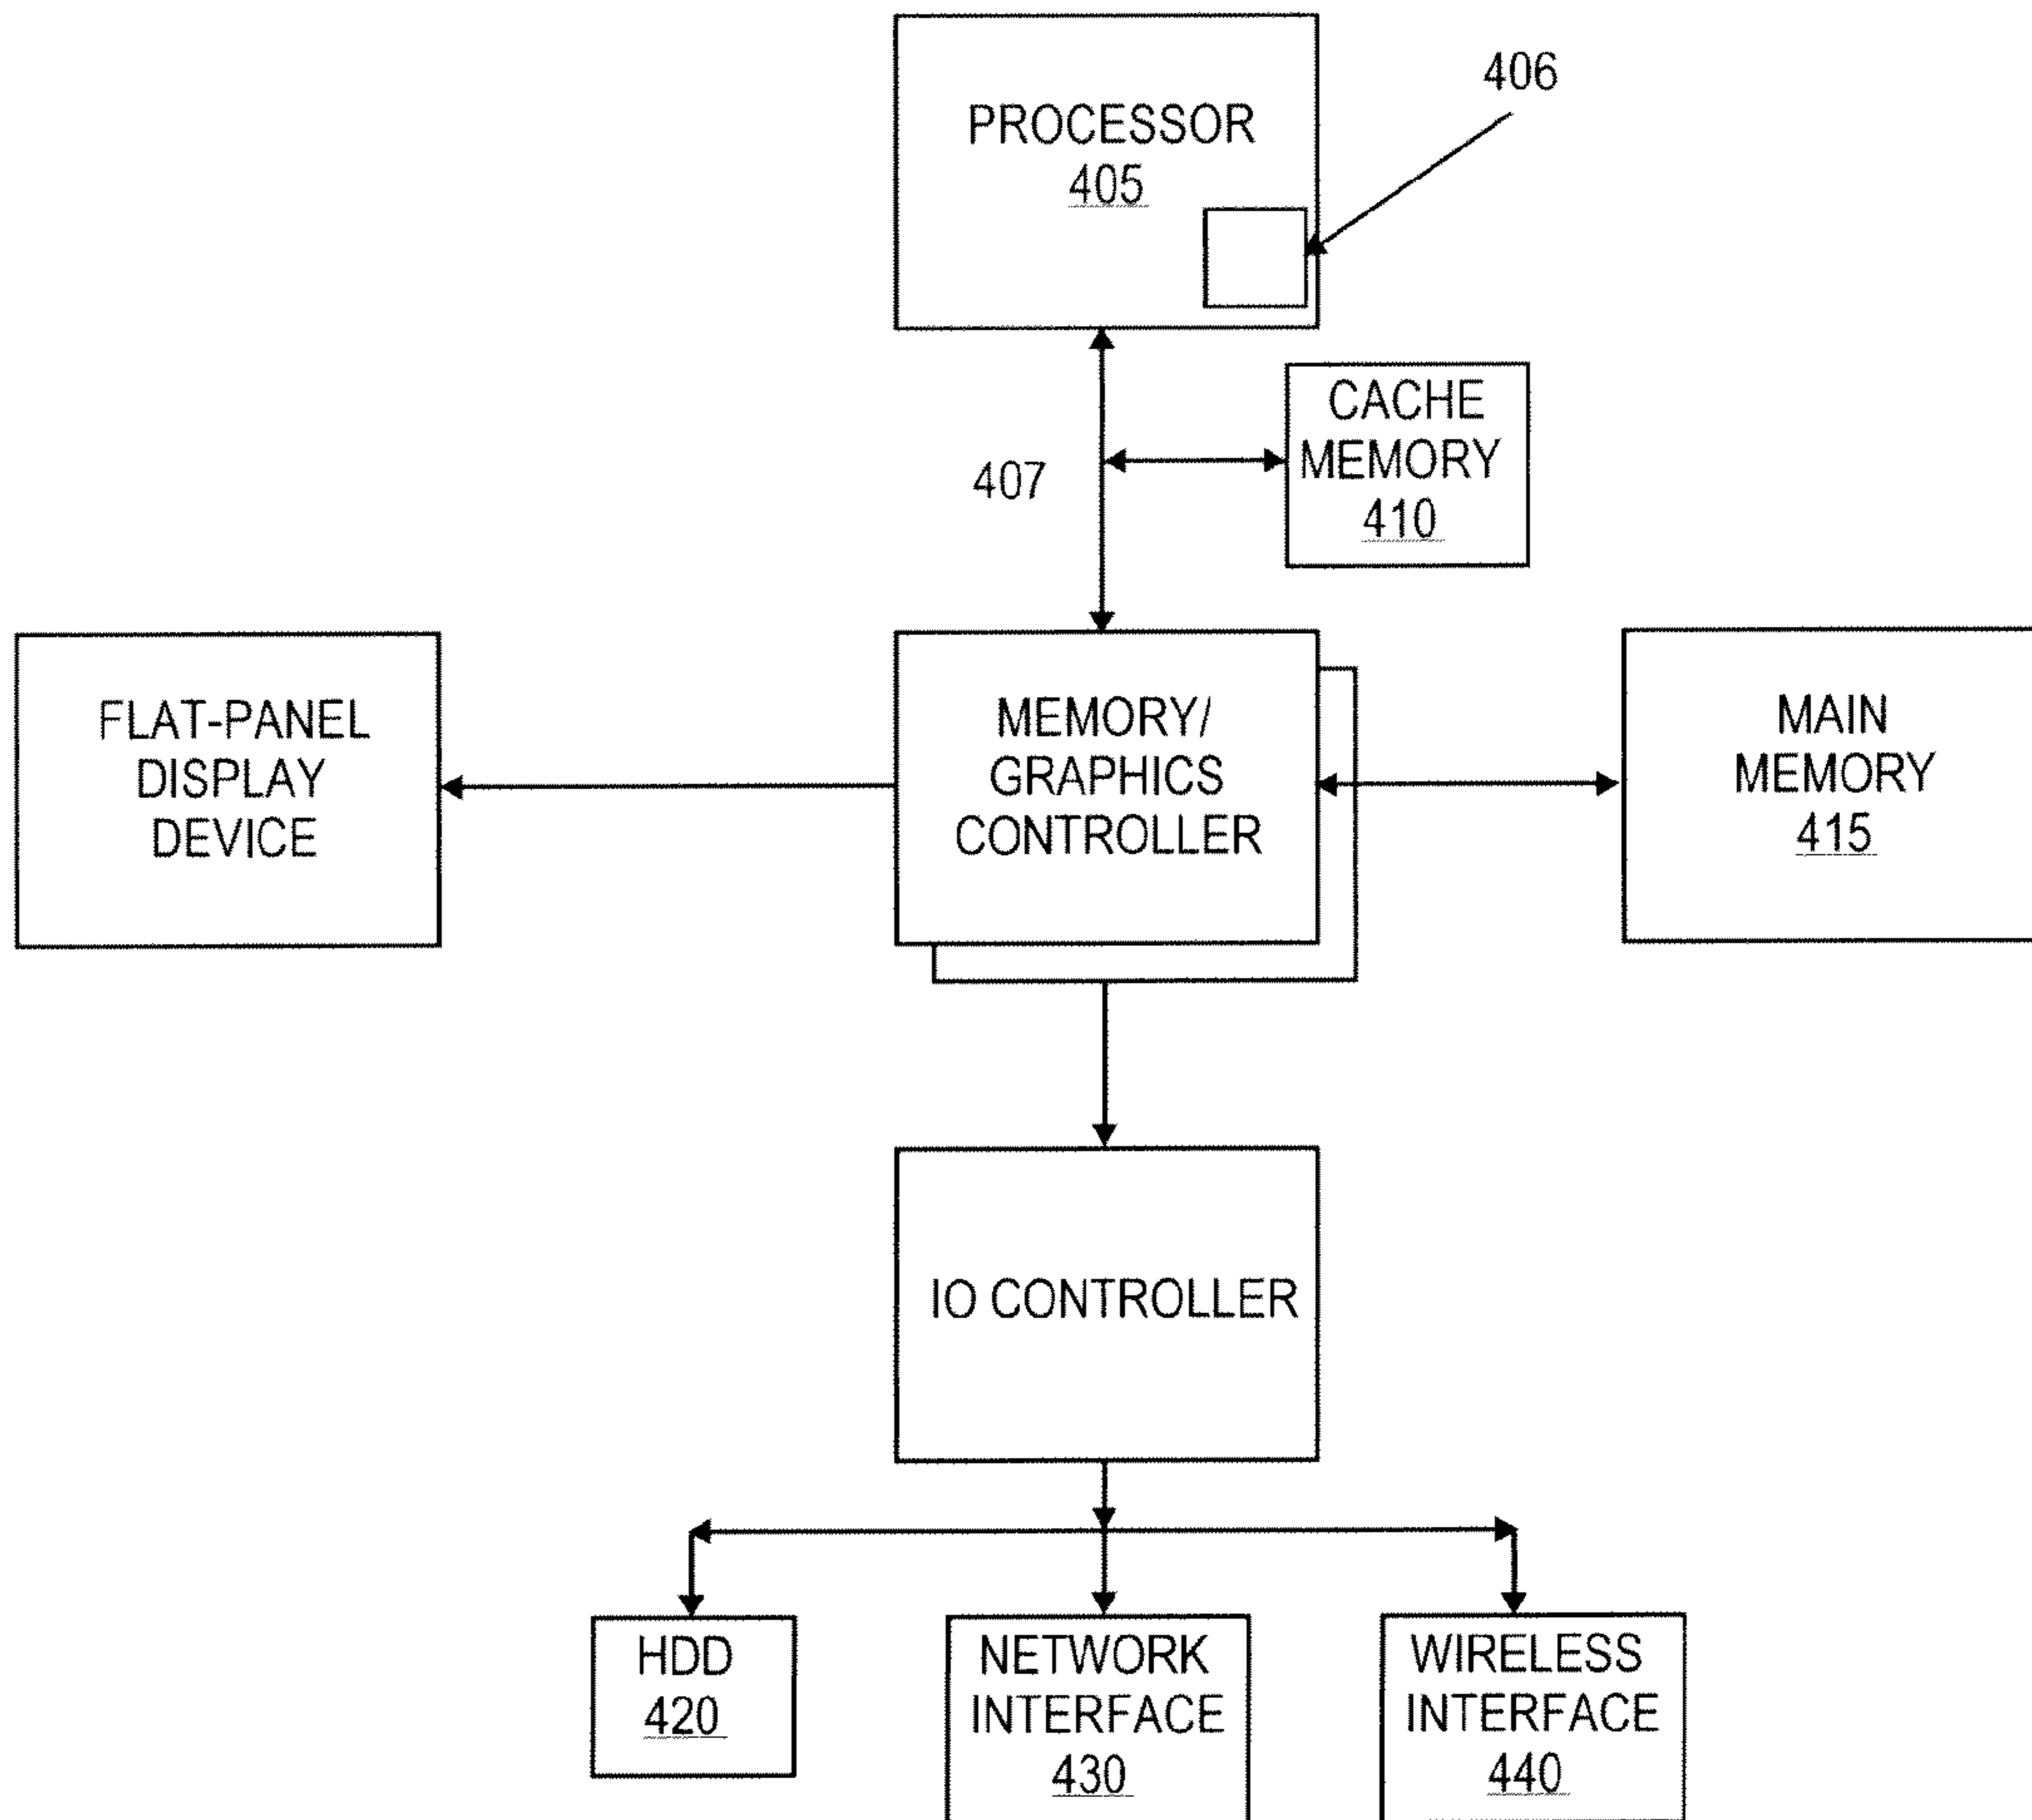 PROCESSOR
405
406
CACHE
MEMORY
410
407
FLAT-PANEL
DISPLAY
DEVICE
MEMORY/
GRAPHICS
CONTROLLER
MAIN
MEMORY
415
IO CONTROLLER
HDD
420
NETWORK
INTERFACE
430
WIRELESS
INTERFACE
440